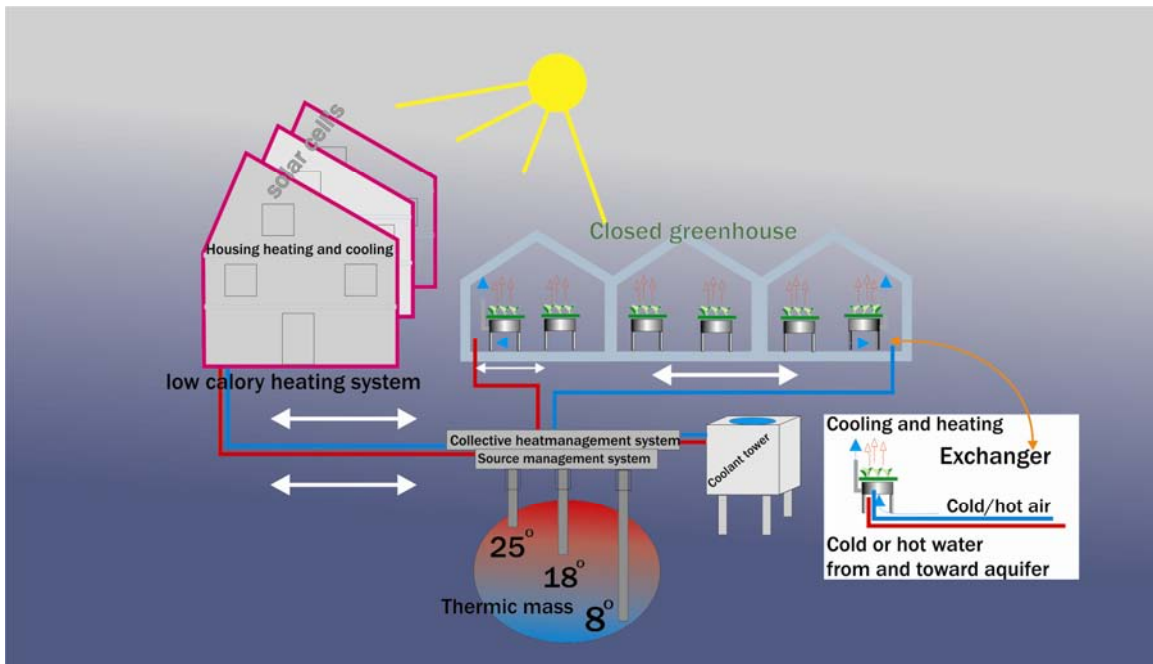 solar cells
Housing heating and cooling
low calory heating system
Closed greenhouse
Collective heatmanagement system
Source management system
Coolant tower
25°
18°
Thermic mass
8°
Cooling and heating
Exchanger
Cold/hot air
Cold or hot water
from and toward aquifer